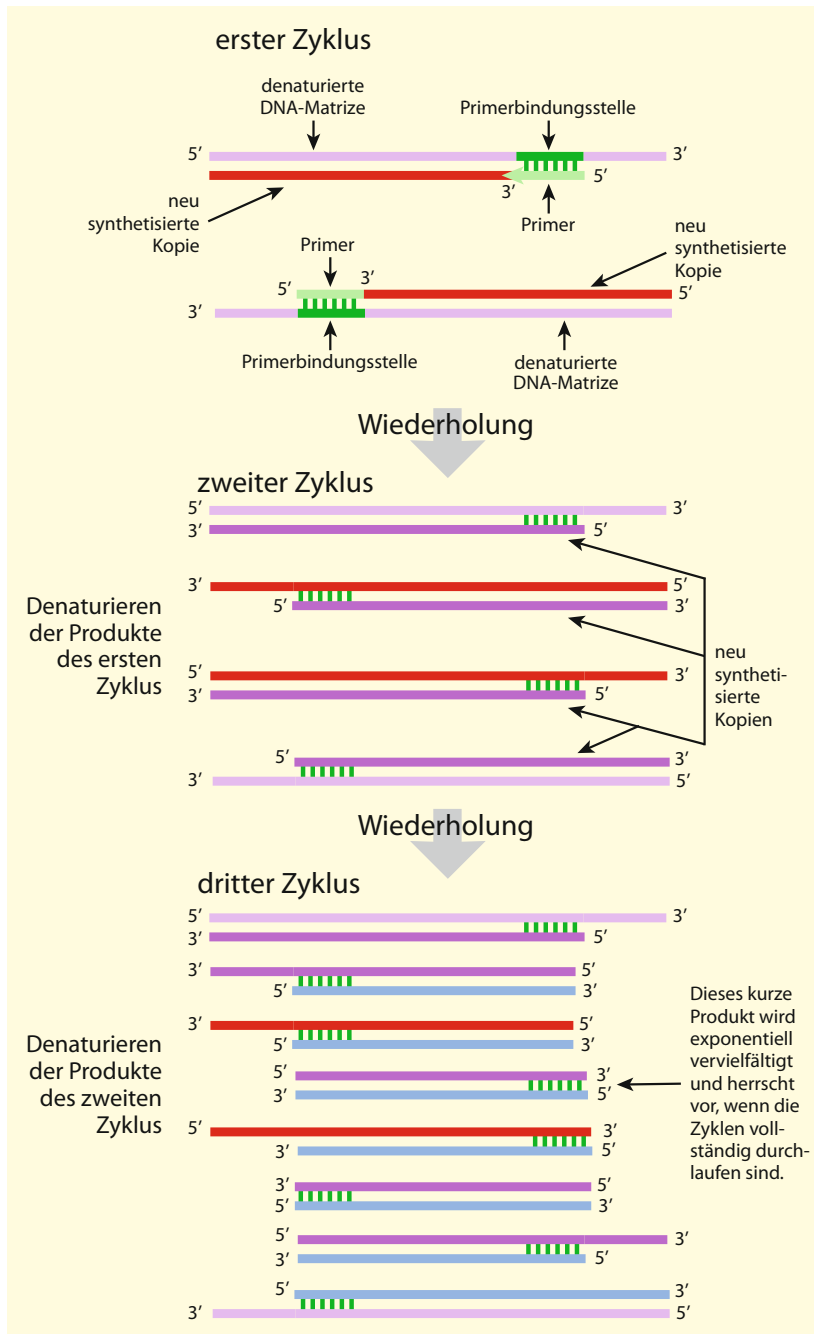 erster Zyklus
denaturierte
DNA-Matrize
Primerbindungsstelle
5′
3′
3′
5′
neu
synthetisierte
Kopie
Primer
neu
synthetisierte
Kopie
Primer
5′
3′
5′
3′
Primerbindungsstelle
denaturierte
DNA-Matrize
Wiederholung
zweiter Zyklus
5′
3′
3′
5′
Denaturieren
der Produkte
des ersten
Zyklus
3′
5′
5′
3′
5′
3′
3′
5′
5′
3′
3′
5′
neu
syntheti-
sierte
Kopien
Wiederholung
dritter Zyklus
5′
3′
3′
5′
3′
5′
5′
3′
Denaturieren
der Produkte
des zweiten
Zyklus
3′
5′
5′
3′
5′
3′
3′
5′
5′
3′
3′
5′
3′
5′
5′
3′
5′
3′
3′
5′
5′
3′
3′
5′
Dieses kurze
Produkt wird
exponentiell
vervielfältigt
und herrscht
vor, wenn die
Zyklen voll-
ständig durch-
laufen sind.